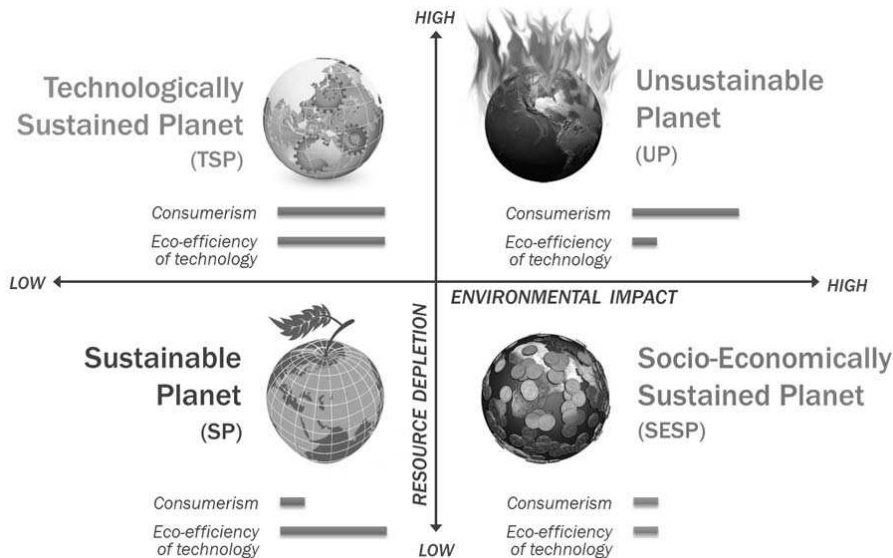 HIGH
Technologically
Sustained Planet
(TSP)
Consumerism
Eco-efficiency
of technology
Unsustainable
Planet
(UP)
Consumerism
Eco-efficiency
of technology
LOW
ENVIRONMENTAL IMPACT
HIGH
RESOURCE DEPLETION
Sustainable
Planet
(SP)
Consumerism
Eco-efficiency
of technology
Socio-Economically
Sustained Planet
(SESP)
Consumerism
Eco-efficiency
of technology
LOW